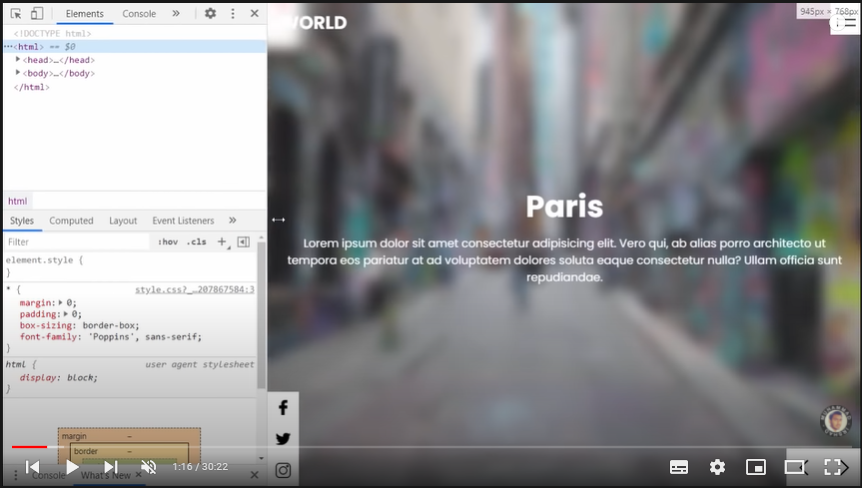 Elements Console »
945px × 768px
WORLD
<!DOCTYPE html>
···<html> == $0
<head>…</head>
<body>…</body>
</html>
html
Styles Computed Layout Event Listeners »
Filter :hov .cls +
element.style {
}
* { style.css?_…207867584:3
margin: 0;
padding: 0;
box-sizing: border-box;
font-family: 'Poppins', sans-serif;
}
html { user agent stylesheet
display: block;
}
margin –
border –
Paris
Lorem ipsum dolor sit amet consectetur adipisicing elit. Vero qui, ab alias porro architecto ut
tempora eos pariatur at ad voluptatem dolores soluta eaque consectetur nulla? Ullam officia sunt
repudiandae.
1:16 / 30:22
Console What's New ×